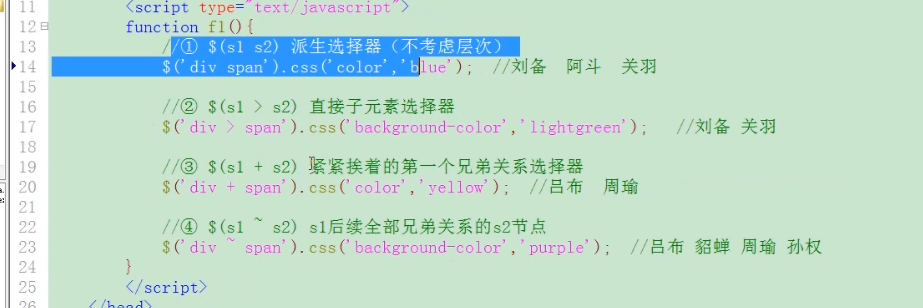 11 <script type="text/javascript">
12 function f1(){
13 //① $(s1 s2) 派生选择器（不考虑层次）
14 $('div span').css('color','blue'); //刘备 阿斗 关羽
15
16 //② $(s1 > s2) 直接子元素选择器
17 $('div > span').css('background-color','lightgreen'); //刘备 关羽
18
19 //③ $(s1 + s2) 紧紧挨着的第一个兄弟关系选择器
20 $('div + span').css('color','yellow'); //吕布 周瑜
21
22 //④ $(s1 ~ s2) s1后续全部兄弟关系的s2节点
23 $('div ~ span').css('background-color','purple'); //吕布 貂蝉 周瑜 孙权
24 }
25 </script>
26 </head>